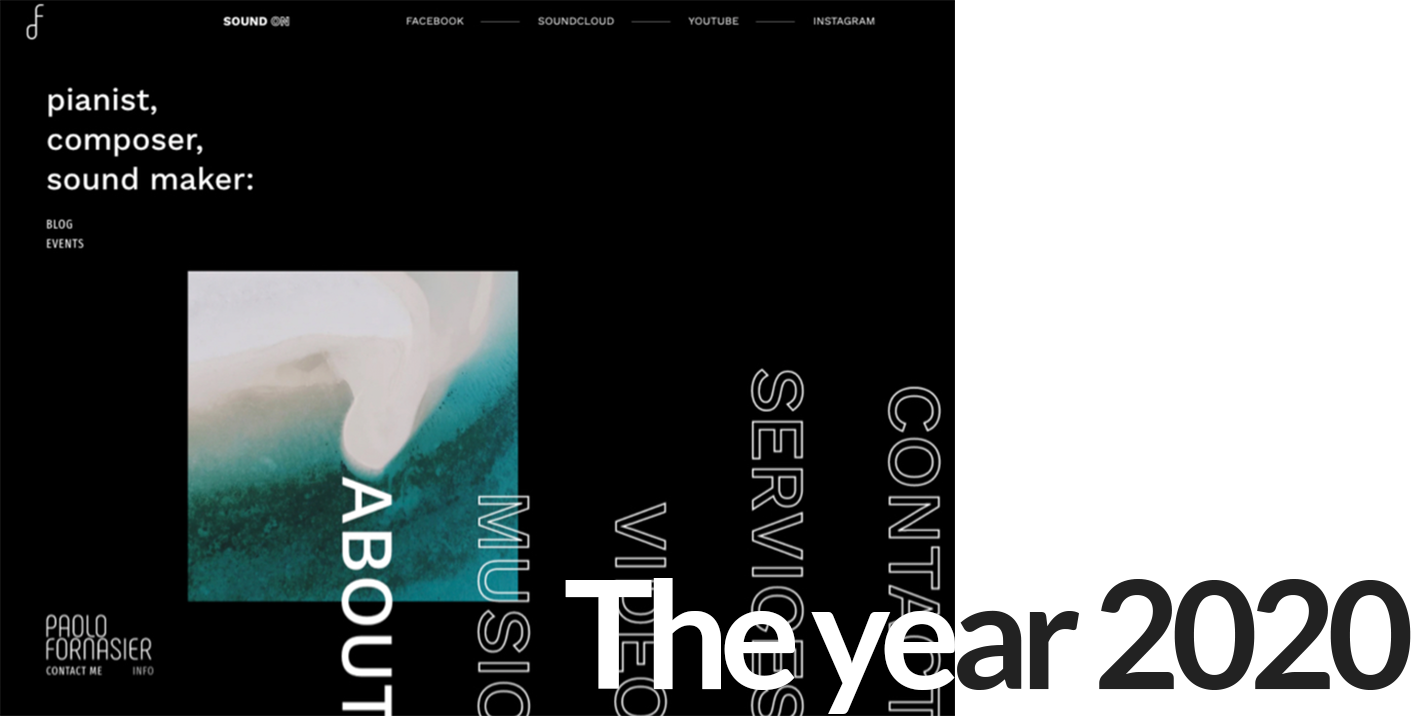 SOUND ON
FACEBOOK
SOUNDCLOUD
YOUTUBE
INSTAGRAM
pianist,
composer,
sound maker:
BLOG
EVENTS
ABOUT
MUSIC
VIDEO
SERVICES
CONTACT
The year 2020
PAOLO
FORNASIER
CONTACT ME
INFO